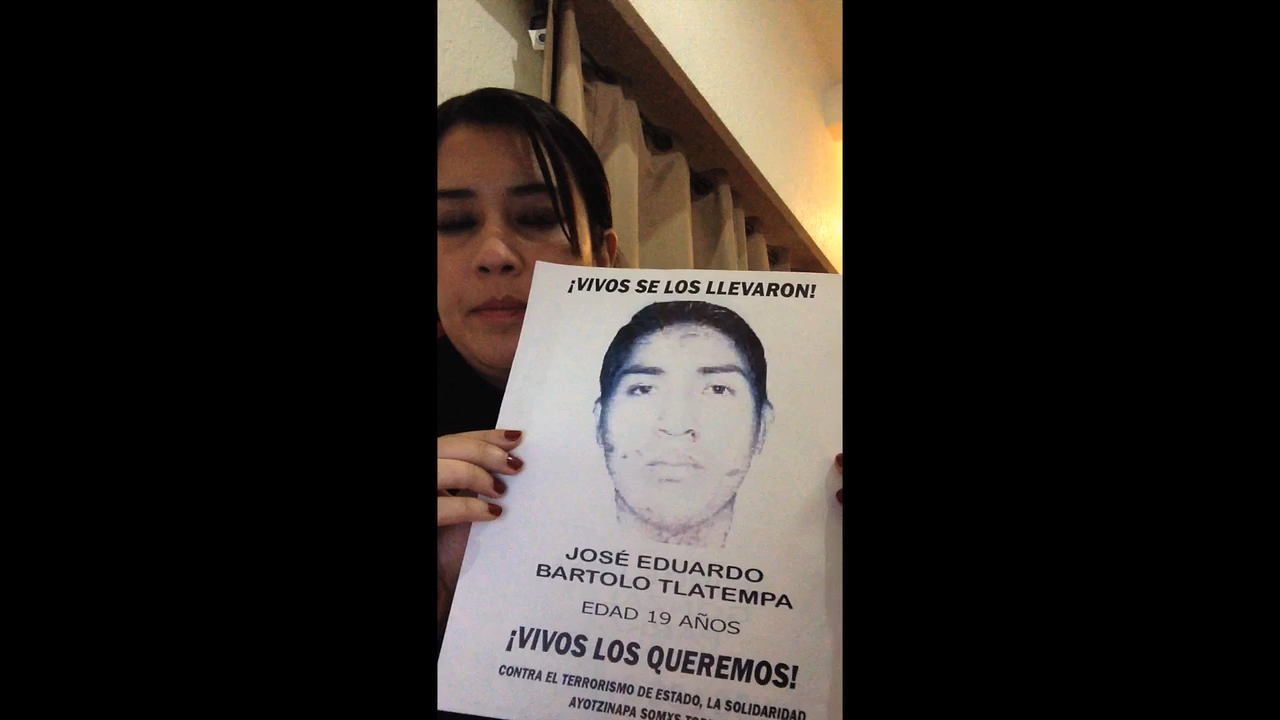 ¡VIVOS SE LOS LLEVARON!
JOSÉ EDUARDO
BARTOLO TLATEMPA
EDAD 19 AÑOS
¡VIVOS LOS QUEREMOS!
CONTRA EL TERRORISMO DE ESTADO, LA SOLIDARIDAD
AYOTZINAPA SOMXS